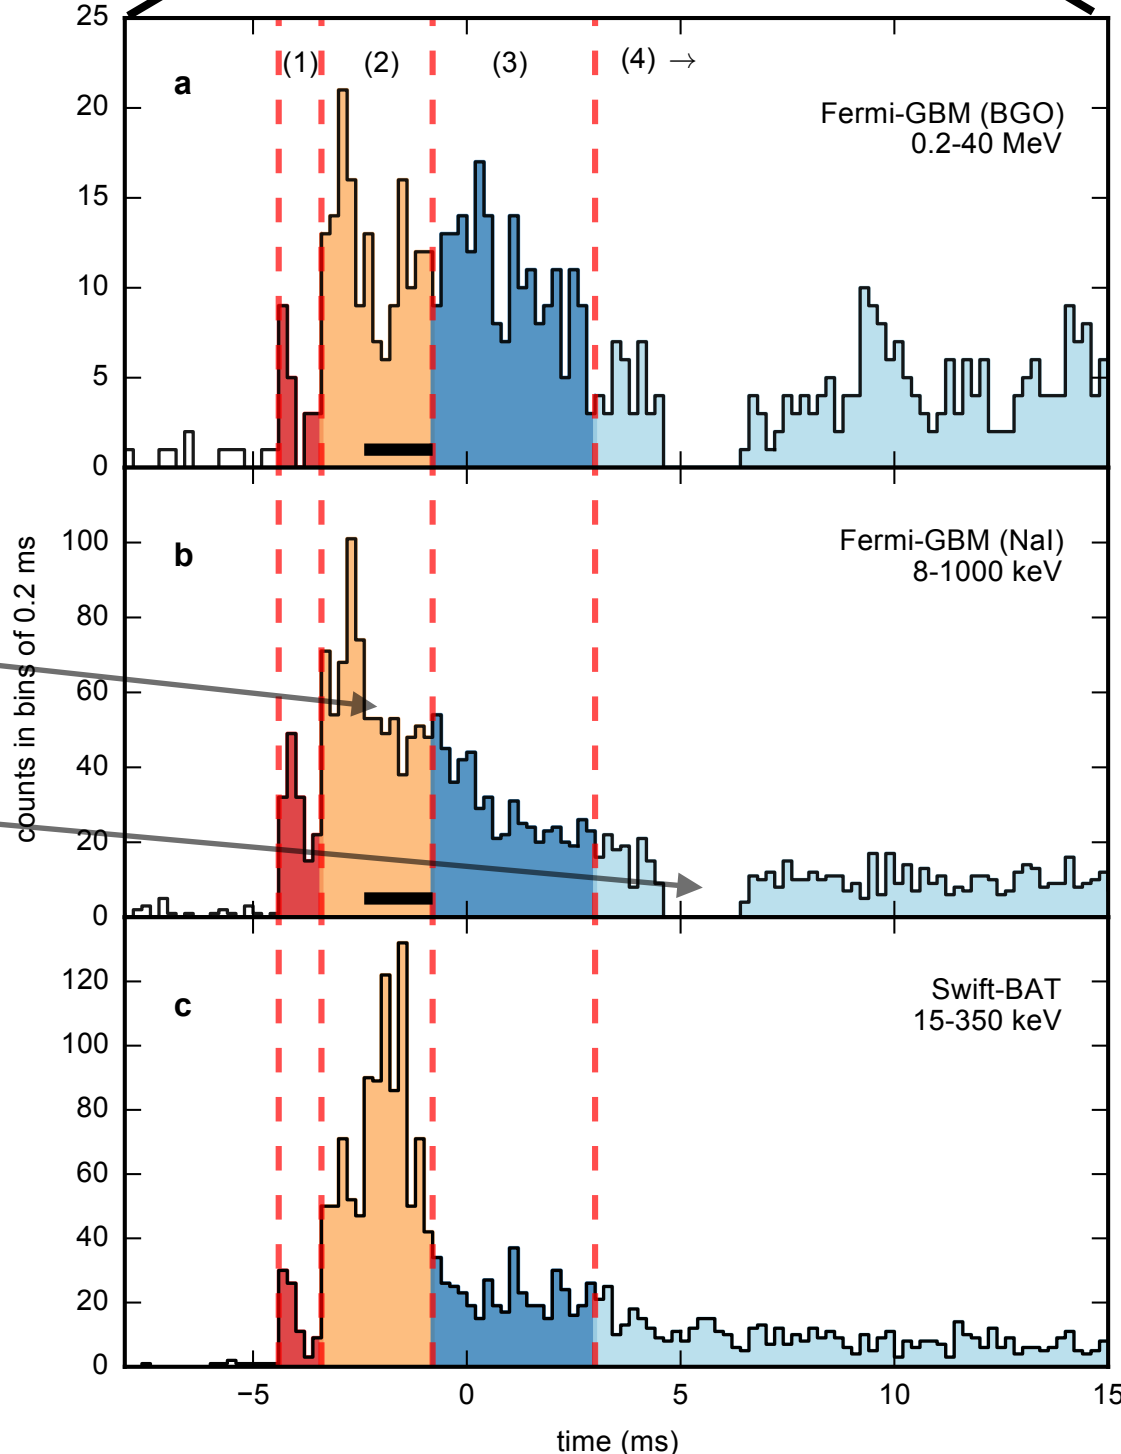 25
(1)
(2)
(3)
(4) →
a
Fermi-GBM (BGO)
0.2-40 MeV
20
15
10
5
0
b
Fermi-GBM (NaI)
8-1000 keV
100
80
60
40
20
0
counts in bins of 0.2 ms
c
Swift-BAT
15-350 keV
120
100
80
60
40
20
0
−5
0
5
10
15
time (ms)